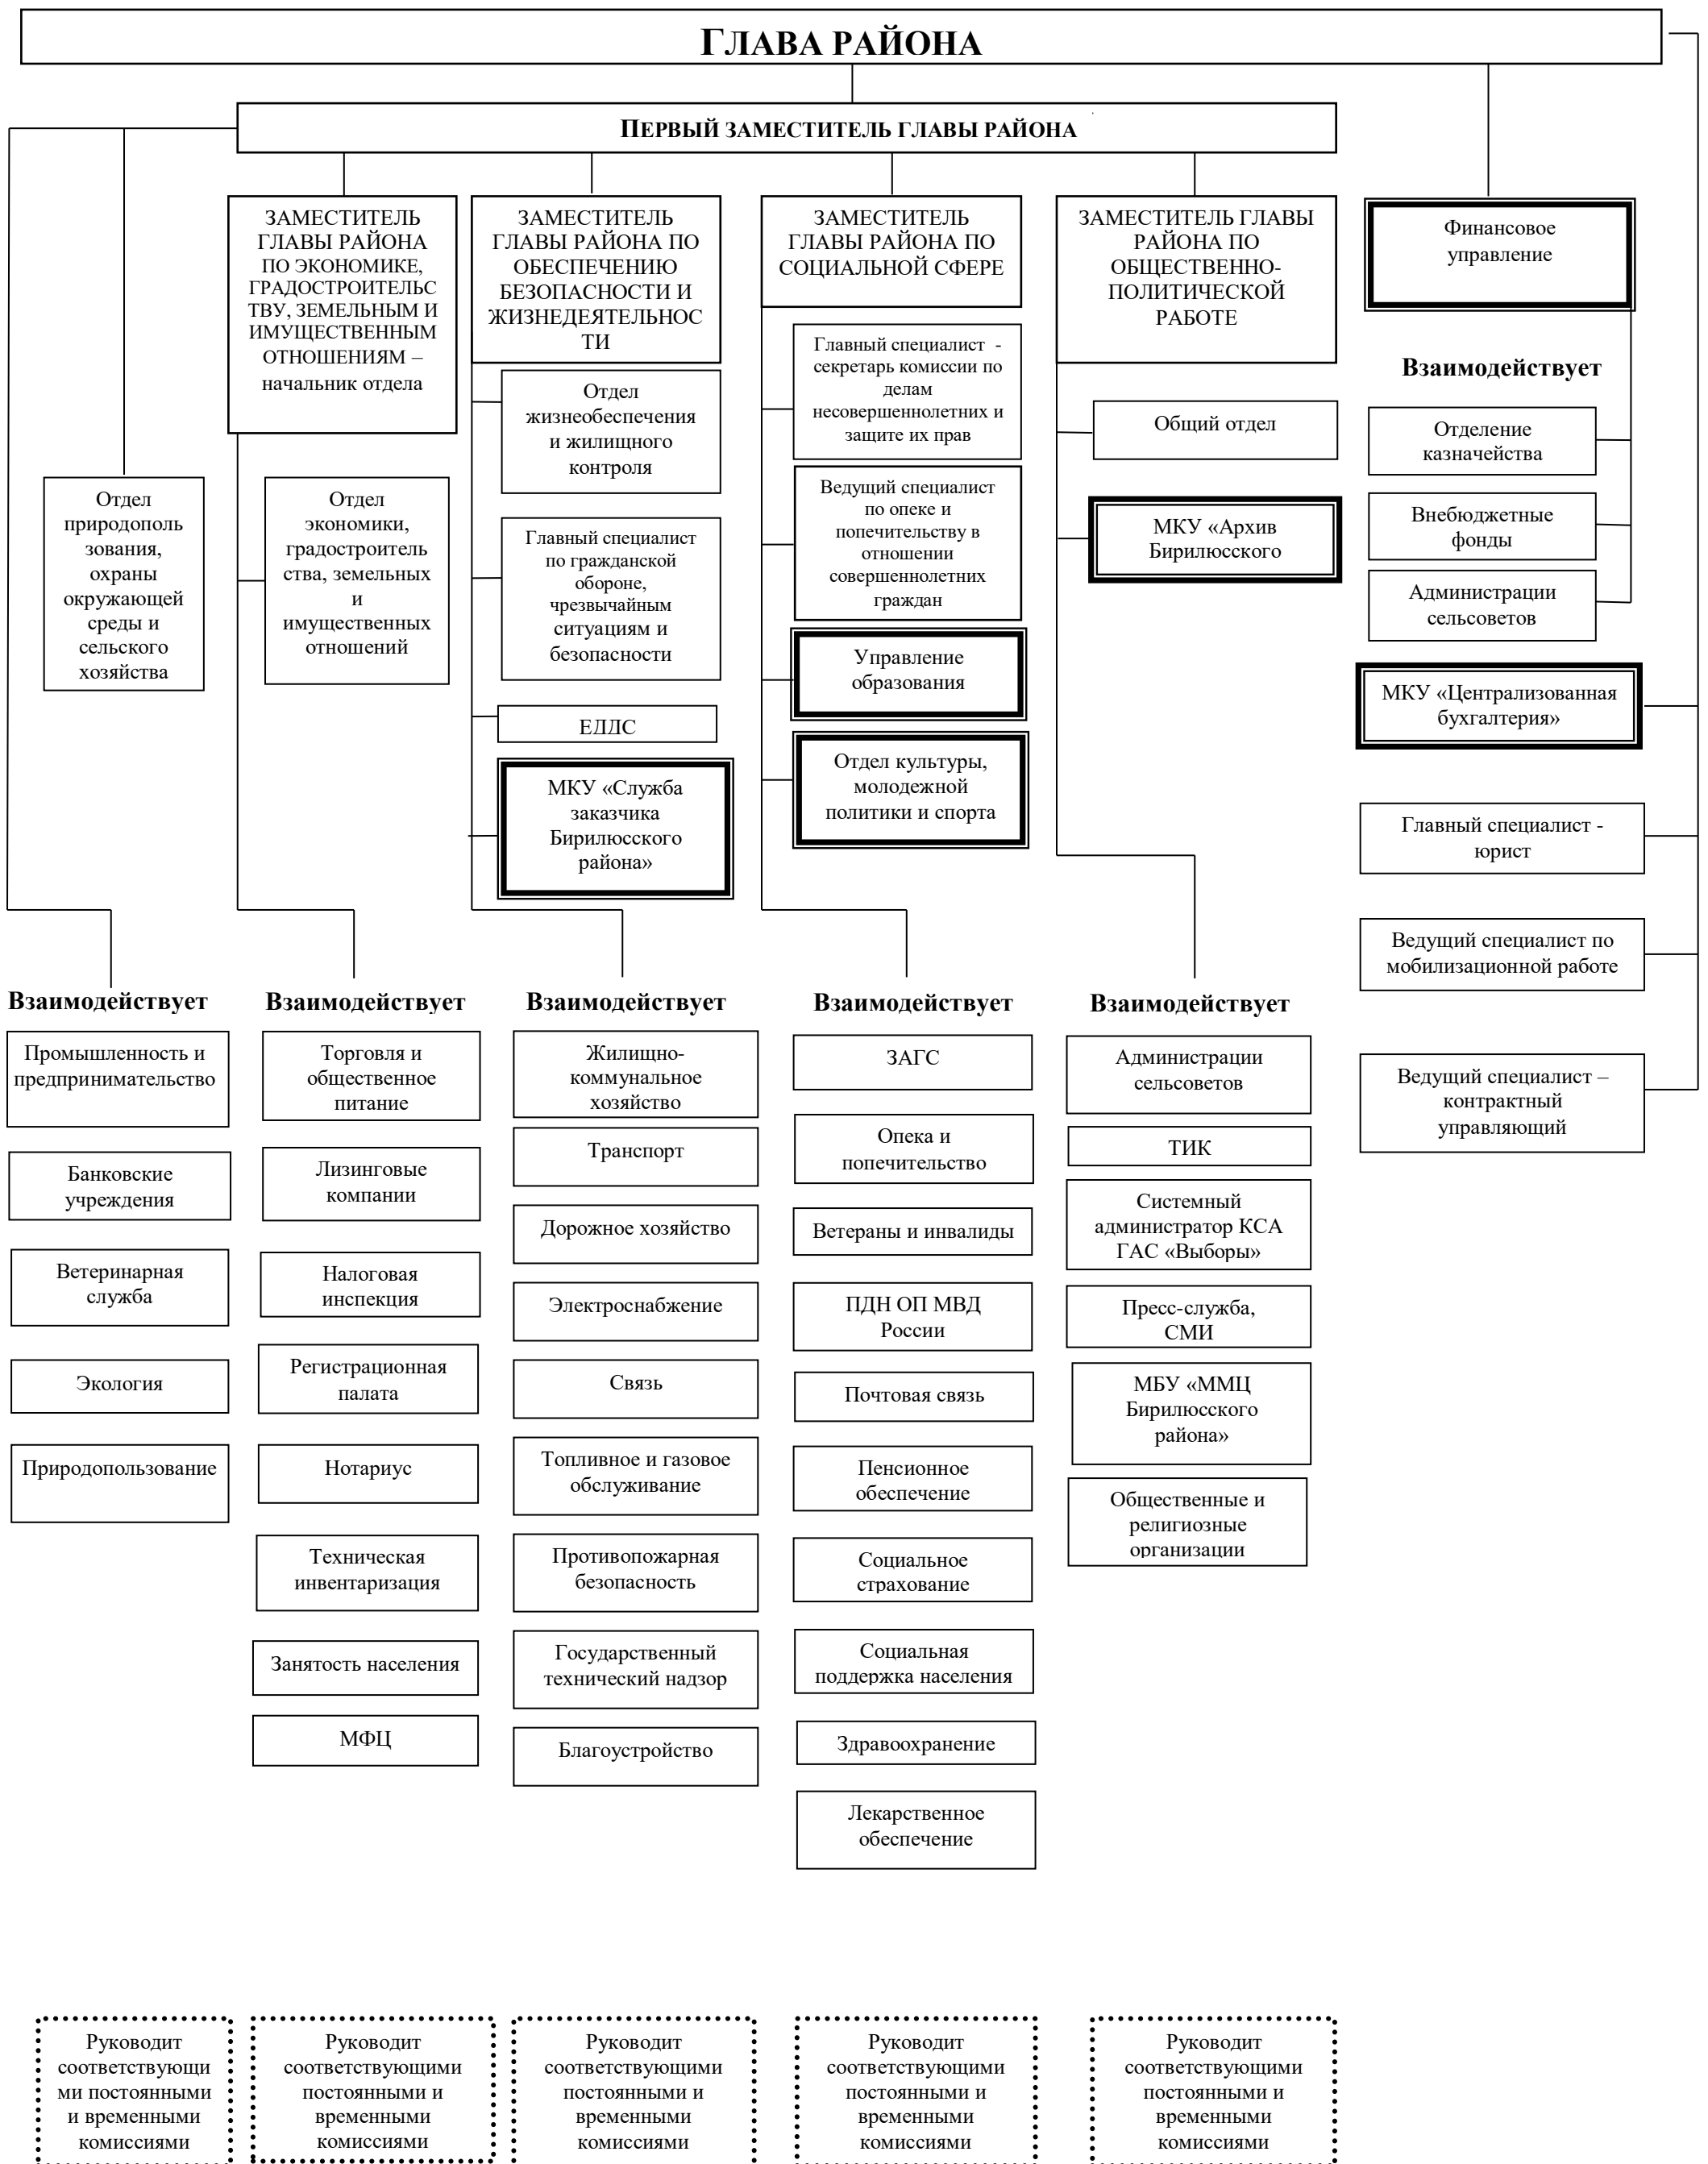 ГЛАВА РАЙОНА
ПЕРВЫЙ ЗАМЕСТИТЕЛЬ ГЛАВЫ РАЙОНА
ЗАМЕСТИТЕЛЬ
ГЛАВЫ РАЙОНА
ПО ЭКОНОМИКЕ,
ГРАДОСТРОИТЕЛЬС
ТВУ, ЗЕМЕЛЬНЫМ И
ИМУЩЕСТВЕННЫМ
ОТНОШЕНИЯМ –
начальник отдела
ЗАМЕСТИТЕЛЬ
ГЛАВЫ РАЙОНА ПО
ОБЕСПЕЧЕНИЮ
БЕЗОПАСНОСТИ И
ЖИЗНЕДЕЯТЕЛЬНОС
ТИ
ЗАМЕСТИТЕЛЬ
ГЛАВЫ РАЙОНА ПО
СОЦИАЛЬНОЙ СФЕРЕ
ЗАМЕСТИТЕЛЬ ГЛАВЫ
РАЙОНА ПО
ОБЩЕСТВЕННО-
ПОЛИТИЧЕСКОЙ
РАБОТЕ
Финансовое
управление
Отдел
природополь
зования,
охраны
окружающей
среды и
сельского
хозяйства
Отдел
экономики,
градостроитель
ства, земельных
и
имущественных
отношений
Отдел
жизнеобеспечения
и жилищного
контроля
Главный специалист
по гражданской
обороне,
чрезвычайным
ситуациям и
безопасности
ЕДДС
МКУ «Служба
заказчика
Бирилюсского
района»
Главный специалист -
секретарь комиссии по
делам
несовершеннолетних и
защите их прав
Ведущий специалист
по опеке и
попечительству в
отношении
совершеннолетних
граждан
Управление
образования
Отдел культуры,
молодежной
политики и спорта
Общий отдел
МКУ «Архив
Бирилюсского
Взаимодействует
Отделение
казначейства
Внебюджетные
фонды
Администрации
сельсоветов
МКУ «Централизованная
бухгалтерия»
Главный специалист -
юрист
Ведущий специалист по
мобилизационной работе
Ведущий специалист –
контрактный
управляющий
Взаимодействует
Промышленность и
предпринимательство
Банковские
учреждения
Ветеринарная
служба
Экология
Природопользование
Взаимодействует
Торговля и
общественное
питание
Лизинговые
компании
Налоговая
инспекция
Регистрационная
палата
Нотариус
Техническая
инвентаризация
Занятость населения
МФЦ
Взаимодействует
Жилищно-
коммунальное
хозяйство
Транспорт
Дорожное хозяйство
Электроснабжение
Связь
Топливное и газовое
обслуживание
Противопожарная
безопасность
Государственный
технический надзор
Благоустройство
Взаимодействует
ЗАГС
Опека и
попечительство
Ветераны и инвалиды
ПДН ОП МВД
России
Почтовая связь
Пенсионное
обеспечение
Социальное
страхование
Социальная
поддержка населения
Здравоохранение
Лекарственное
обеспечение
Взаимодействует
Администрации
сельсоветов
ТИК
Системный
администратор КСА
ГАС «Выборы»
Пресс-служба,
СМИ
МБУ «ММЦ
Бирилюсского
района»
Общественные и
религиозные
организации
Руководит
соответствующи
ми постоянными
и временными
комиссиями
Руководит
соответствующими
постоянными и
временными
комиссиями
Руководит
соответствующими
постоянными и
временными
комиссиями
Руководит
соответствующими
постоянными и
временными
комиссиями
Руководит
соответствующими
постоянными и
временными
комиссиями